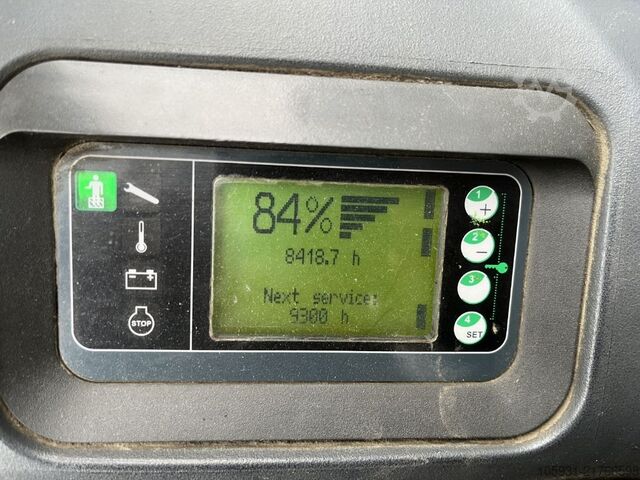 84%
8418.7 h
Next service:
9300 h
STOP
1
+
2
−
3
4
SET